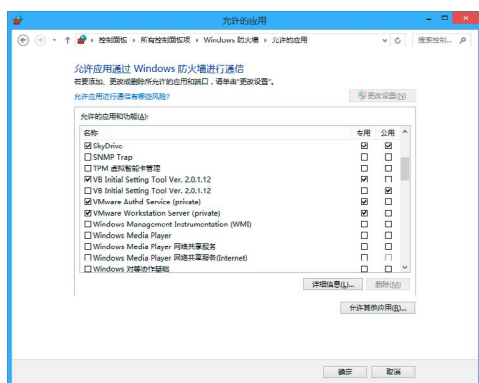 允许的应用
控制面板 ▸ 所有控制面板项 ▸ Windows 防火墙 ▸ 允许的应用
搜索控制...
允许应用通过 Windows 防火墙进行通信
若要添加、更改或删除所允许的应用和端口，请单击"更改设置"。
允许应用进行通信有哪些风险?
更改设置(N)
允许的应用和功能(A):
名称 专用 公用
SkyDrive
SNMP Trap
TPM 虚拟智能卡管理
VB Initial Setting Tool Ver. 2.0.1.12
VB Initial Setting Tool Ver. 2.0.1.12
VMware Authd Service (private)
VMware Workstation Server (private)
Windows Management Instrumentation (WMI)
Windows Media Player
Windows Media Player 网络共享服务
Windows Media Player 网络共享服务(Internet)
Windows 对等协作基础
详细信息(L)... 删除(M)
允许其他应用(R)...
确定 取消